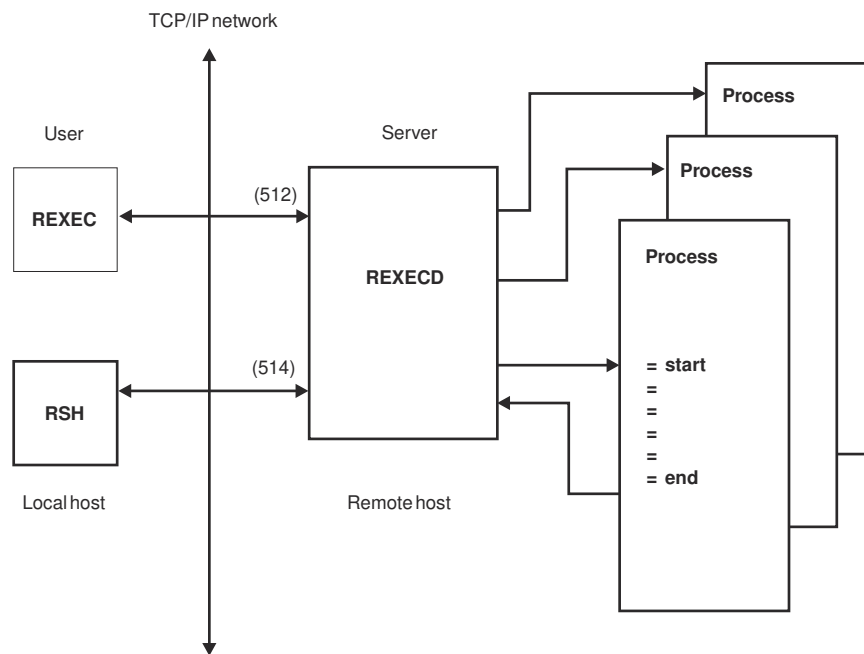 TCP/IP network
User
Server
REXEC
(512)
REXECD
RSH
(514)
Local host
Remote host
Process
Process
Process
= start
=
=
=
=
= end